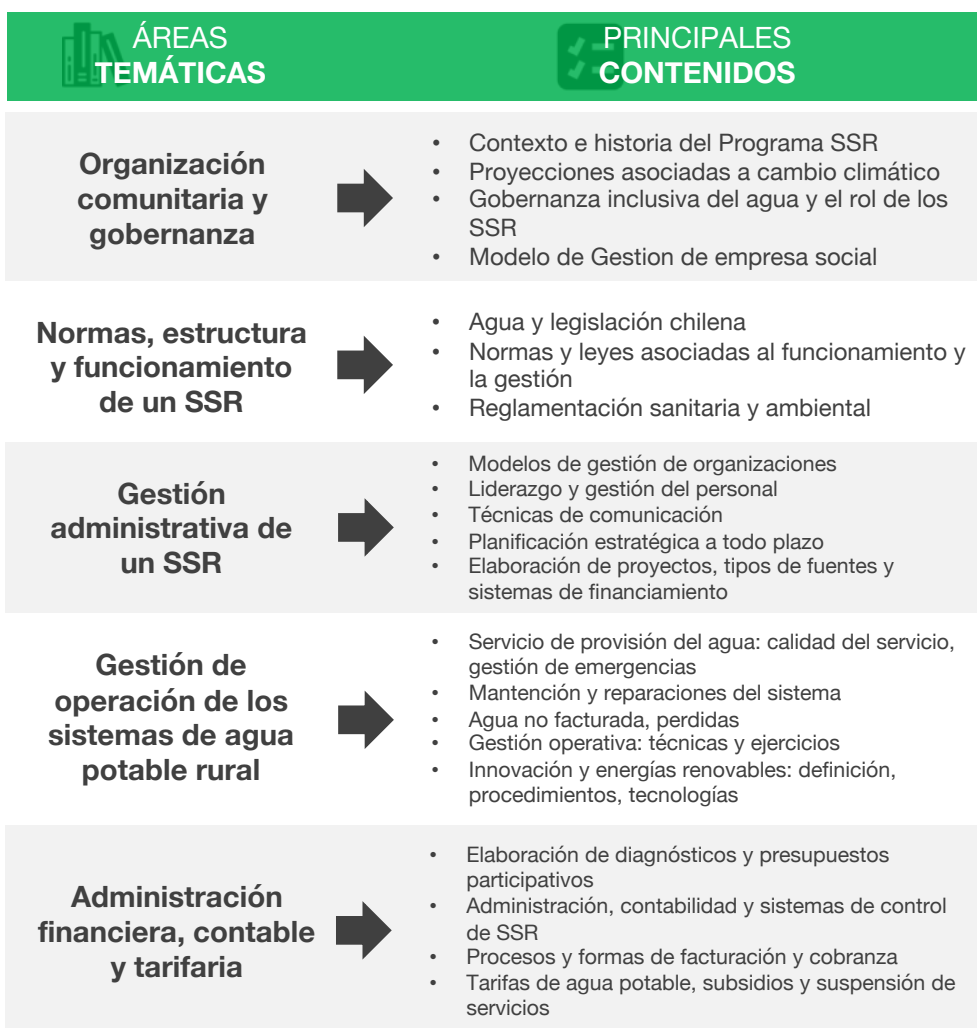 ÁREAS
TEMÁTICAS
PRINCIPALES
CONTENIDOS
Organización
comunitaria y
gobernanza
• Contexto e historia del Programa SSR
• Proyecciones asociadas a cambio climático
• Gobernanza inclusiva del agua y el rol de los
SSR
• Modelo de Gestion de empresa social
Normas, estructura
y funcionamiento
de un SSR
• Agua y legislación chilena
• Normas y leyes asociadas al funcionamiento y
la gestión
• Reglamentación sanitaria y ambiental
Gestión
administrativa de
un SSR
• Modelos de gestión de organizaciones
• Liderazgo y gestión del personal
• Técnicas de comunicación
• Planificación estratégica a todo plazo
• Elaboración de proyectos, tipos de fuentes y
sistemas de financiamiento
Gestión de
operación de los
sistemas de agua
potable rural
• Servicio de provisión del agua: calidad del servicio,
gestión de emergencias
• Mantención y reparaciones del sistema
• Agua no facturada, perdidas
• Gestión operativa: técnicas y ejercicios
• Innovación y energías renovables: definición,
procedimientos, tecnologías
Administración
financiera, contable
y tarifaria
• Elaboración de diagnósticos y presupuestos
participativos
• Administración, contabilidad y sistemas de control
de SSR
• Procesos y formas de facturación y cobranza
• Tarifas de agua potable, subsidios y suspensión de
servicios